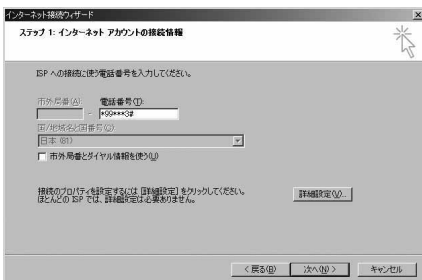 インターネット接続ウィザード
ステップ 1: インターネット アカウントの接続情報
ISP への接続に使う電話番号を入力してください。
市外局番(A): 電話番号(T):
- *99***3#
国/地域名と国番号(O)
日本 (81)
市外局番とダイヤル情報を使う(U)
接続のプロパティを設定するには [詳細設定] をクリックしてください。
ほとんどの ISP では、詳細設定は必要ありません。
詳細設定(V)...
< 戻る(B) 次へ(N) > キャンセル